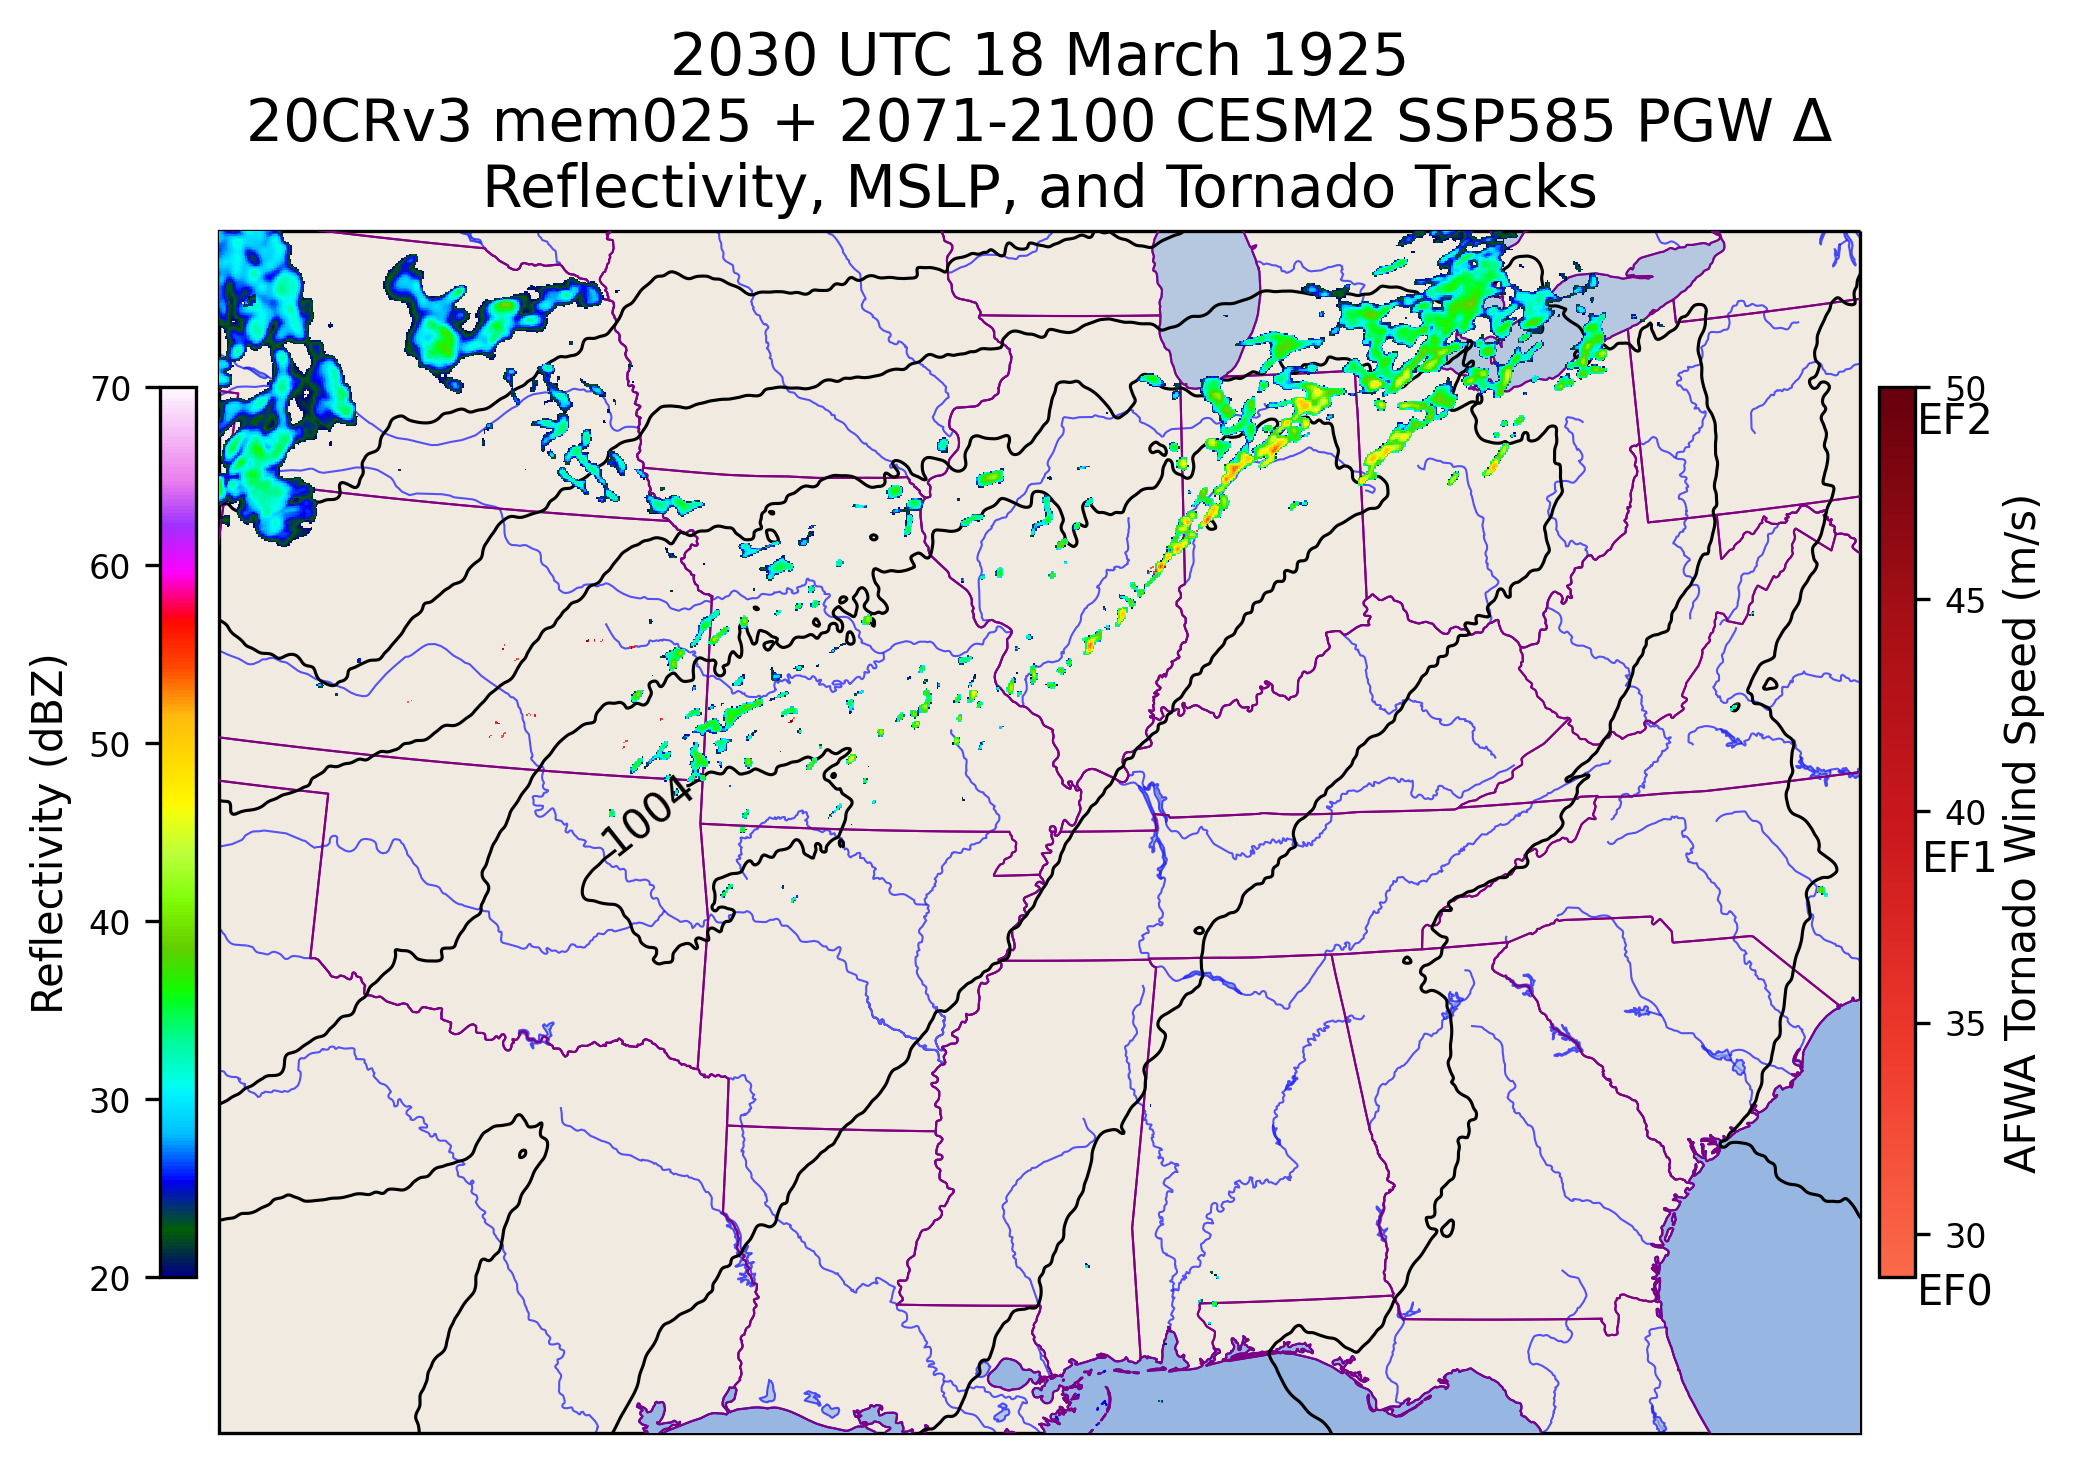 2030 UTC 18 March 1925
20CRv3 mem025 + 2071-2100 CESM2 SSP585 PGW Δ
Reflectivity, MSLP, and Tornado Tracks
70
60
50
40
30
20
Reflectivity (dBZ)
1004
50
EF2
45
40
EF1
35
30
EF0
AFWA Tornado Wind Speed (m/s)